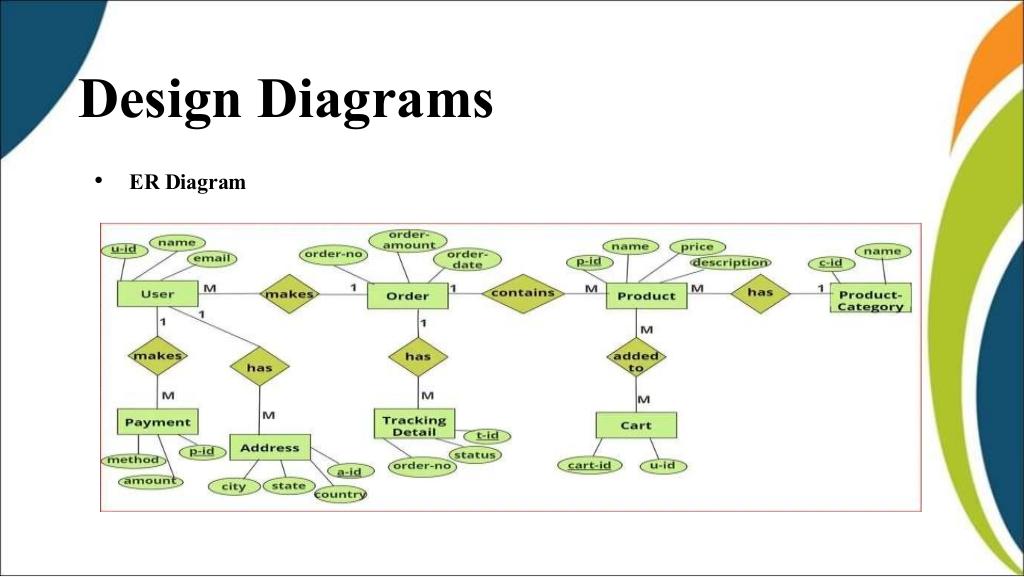 Design Diagrams
• ER Diagram
u-id
name
email
order-no
order-
amount
order-
date
p-id
name
price
description
c-id
name
User
M
makes
1
Order
1
contains
M
Product
M
has
1
Product-
Category
1
1
1
M
makes
has
has
added
to
M
M
M
M
Payment
Address
Tracking
Detail
Cart
method
amount
p-id
city
state
country
a-id
order-no
status
t-id
cart-id
u-id